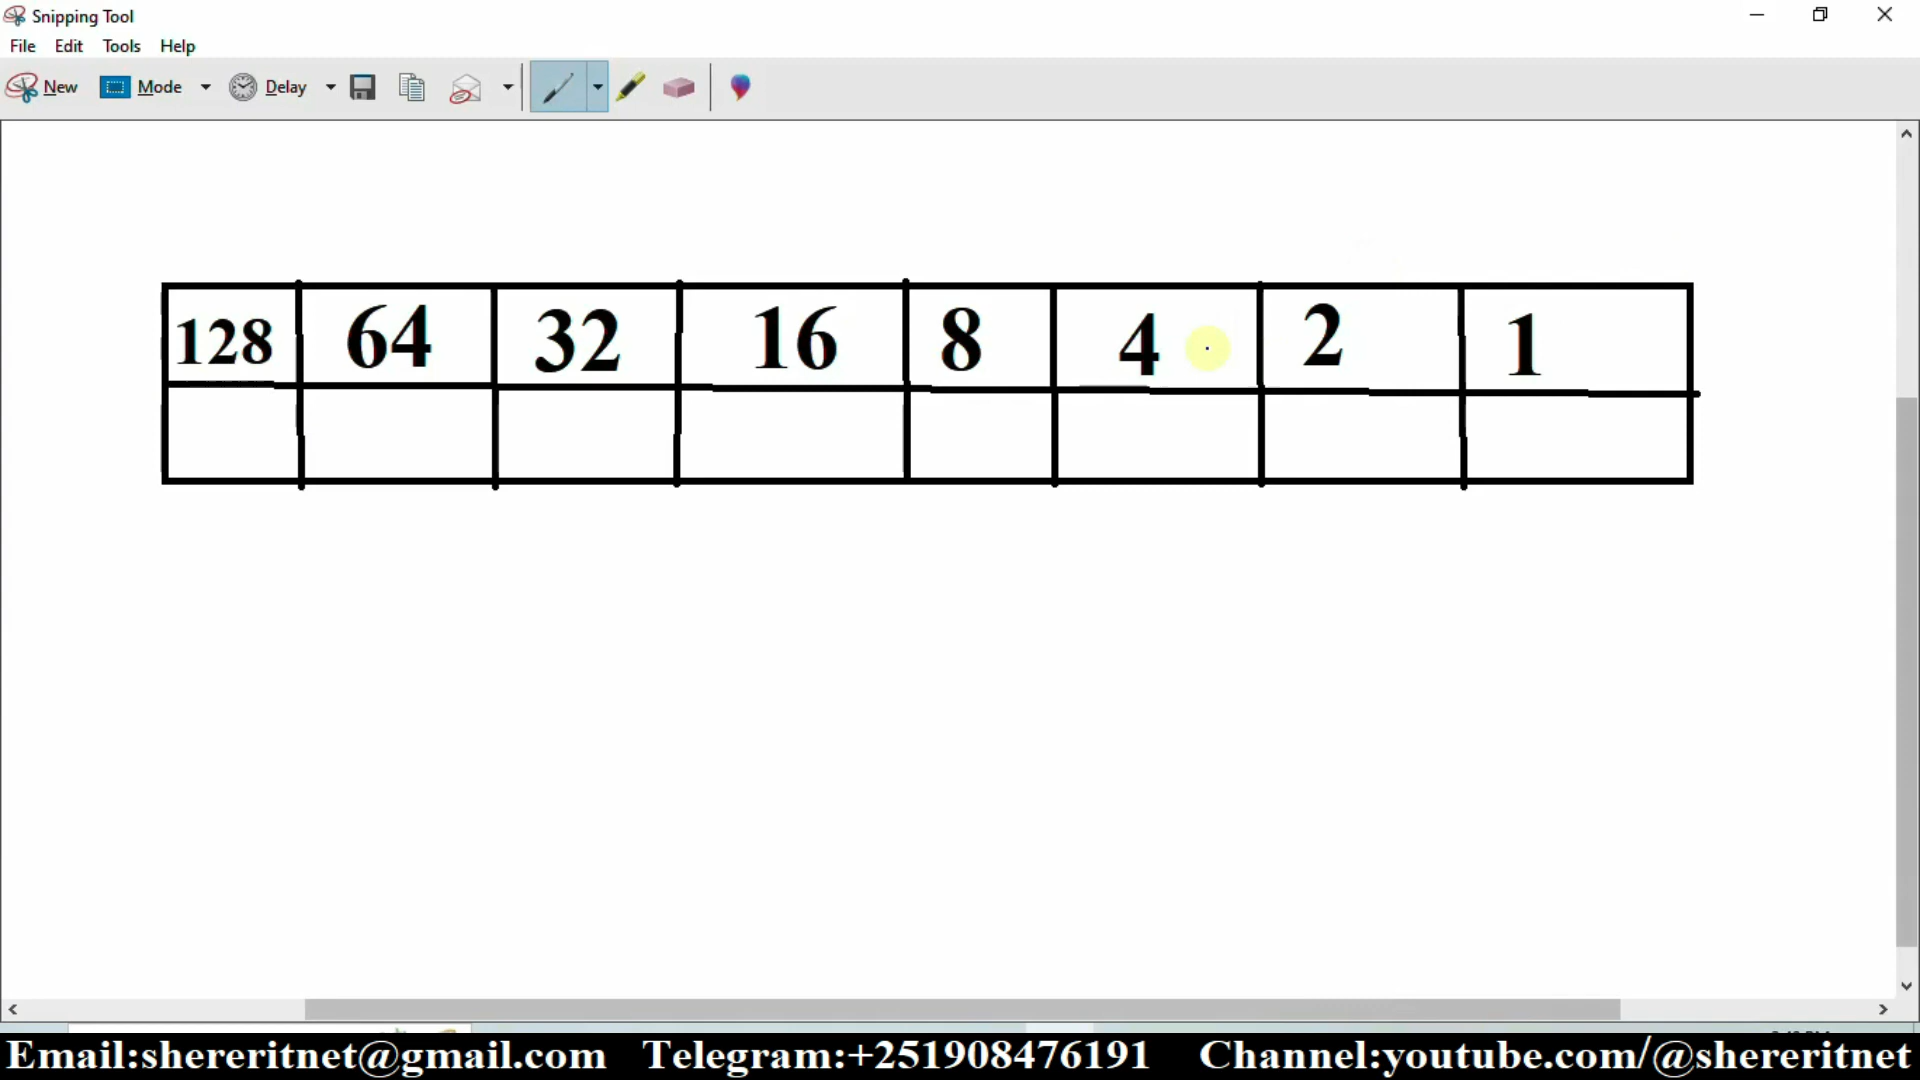 Snipping Tool
File Edit Tools Help
New Mode Delay
128 64 32 16 8 4 2 1
Email:shereritnet@gmail.com Telegram:+251908476191 Channel:youtube.com/@shereritnet